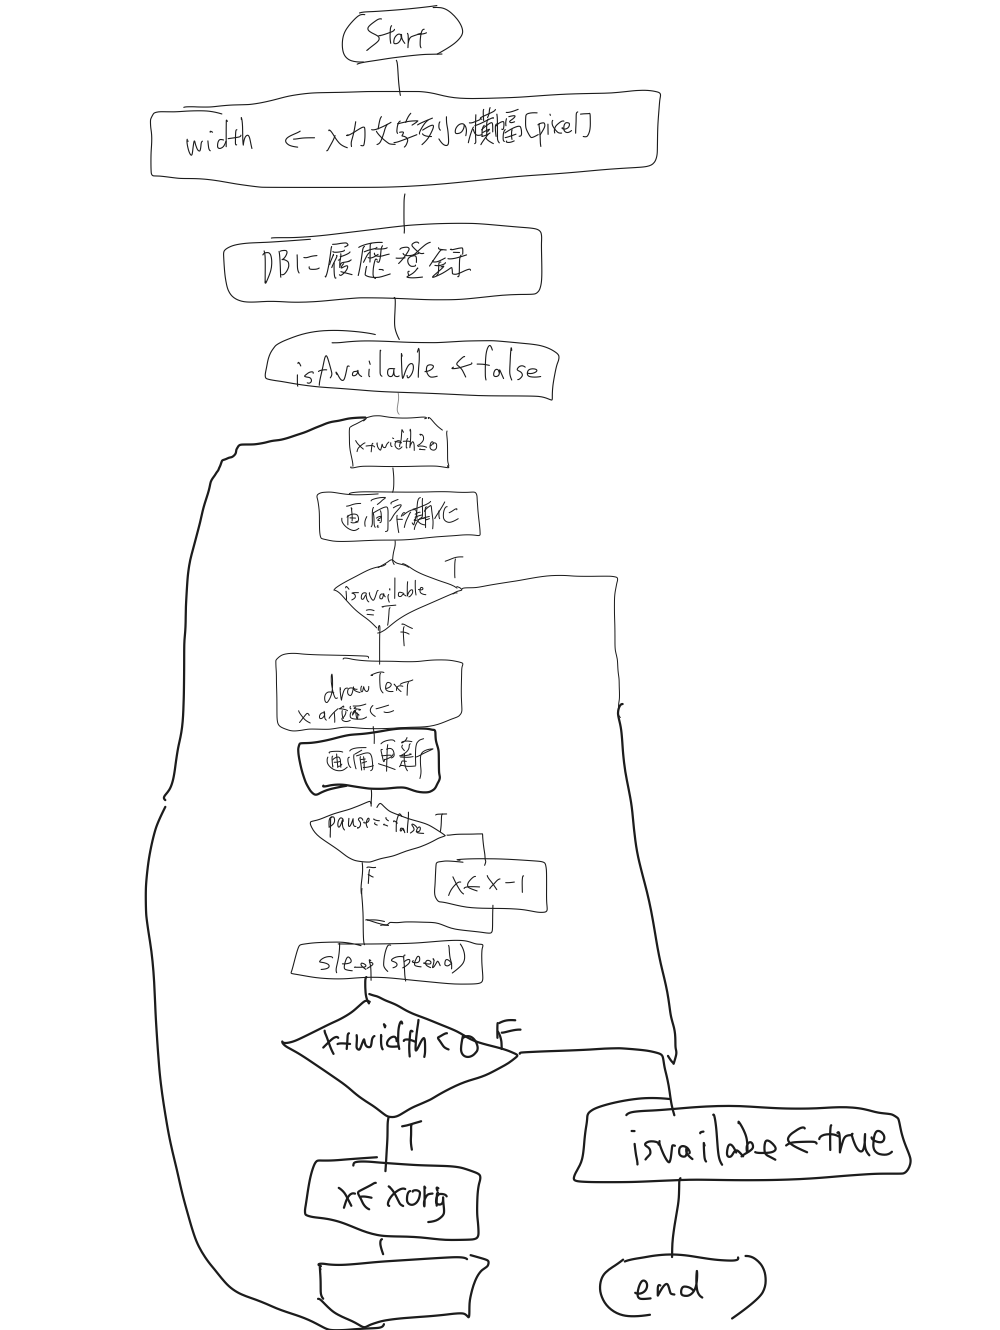 Start
width ← 入力文字列の横幅[pixel]
DBに履歴登録
isAvailable ← false
x+width≧0
画面初期化
T
isavailable
= T
F
drawText
xの位置に
画面更新
pause==false T
F
x← x-1
sleep(speend)
x+width<0 F
T
isvailabe←true
x← xorg
end